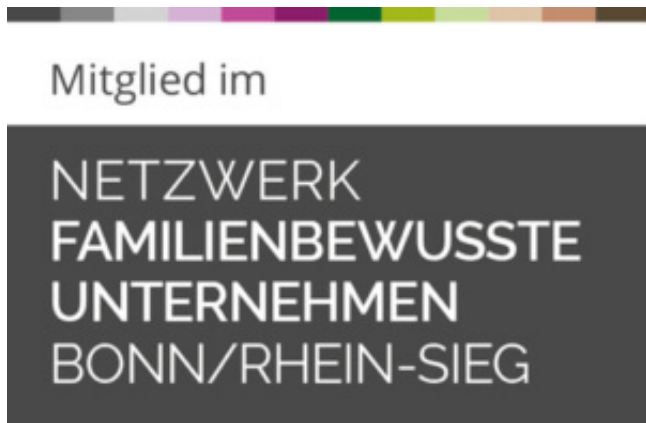 Mitglied im
NETZWERK
FAMILIENBEWUSSTE
UNTERNEHMEN
BONN/RHEIN-SIEG